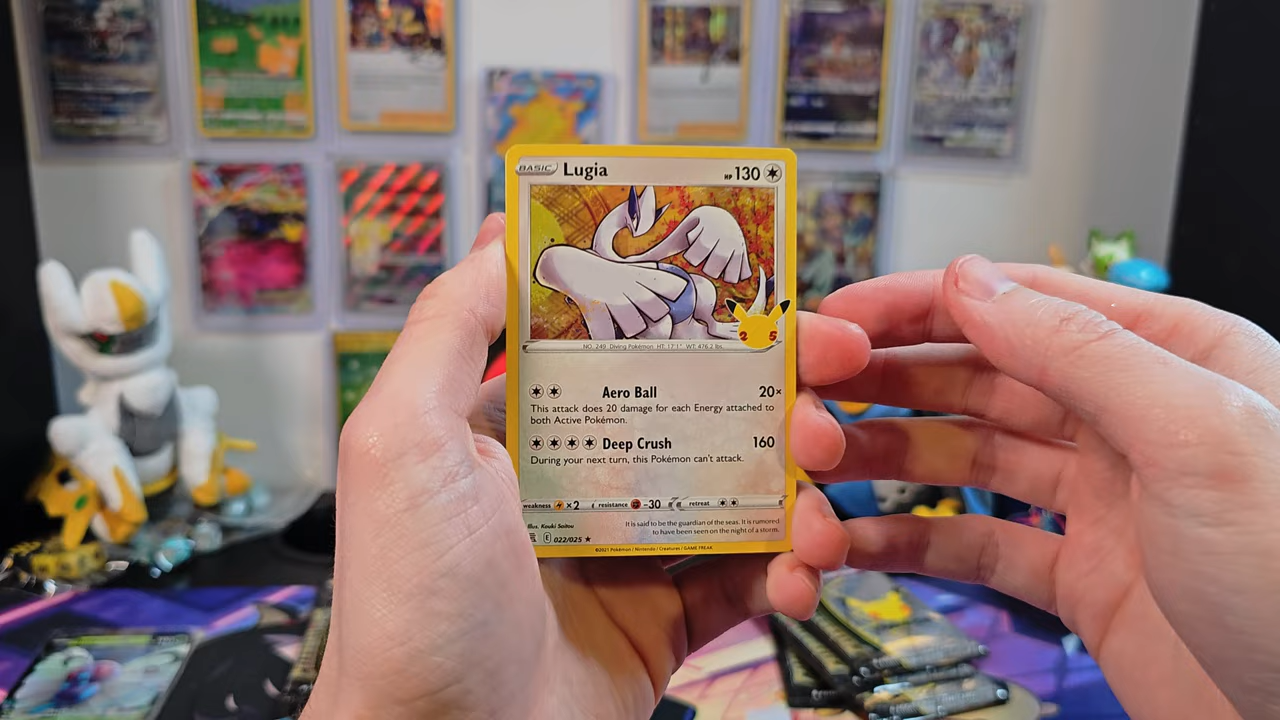 BASIC Lugia HP 130
25
NO. 249 Diving Pokémon HT: 17'1" WT: 476.2 lbs.
Aero Ball 20×
This attack does 20 damage for each Energy attached to
both Active Pokémon.
Deep Crush 160
During your next turn, this Pokémon can't attack.
weakness ×2 resistance -30 retreat
Illus. Kouki Saitou
It is said to be the guardian of the seas. It is rumored
to have been seen on the night of a storm.
E 022/025 ★
©2021 Pokémon / Nintendo / Creatures / GAME FREAK